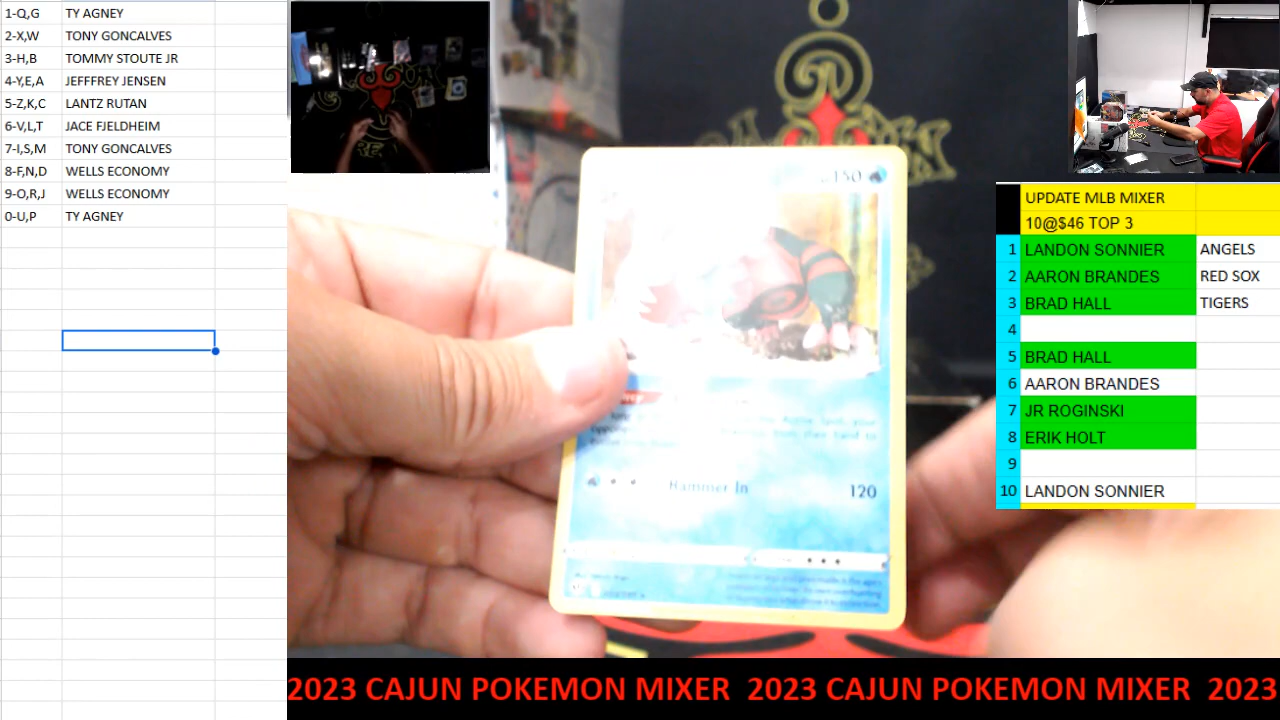 1-Q,G TY AGNEY
2-X,W TONY GONCALVES
3-H,B TOMMY STOUTE JR
4-Y,E,A JEFFFREY JENSEN
5-Z,K,C LANTZ RUTAN
6-V,L,T JACE FJELDHEIM
7-I,S,M TONY GONCALVES
8-F,N,D WELLS ECONOMY
9-O,R,J WELLS ECONOMY
0-U,P TY AGNEY
150
Hammer In 120
UPDATE MLB MIXER
10@$46 TOP 3
1 LANDON SONNIER ANGELS
2 AARON BRANDES RED SOX
3 BRAD HALL TIGERS
4
5 BRAD HALL
6 AARON BRANDES
7 JR ROGINSKI
8 ERIK HOLT
9
10 LANDON SONNIER
2023 CAJUN POKEMON MIXER 2023 CAJUN POKEMON MIXER 2023